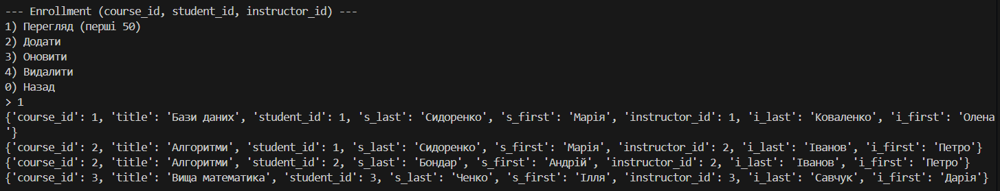 --- Enrollment (course_id, student_id, instructor_id) ---
1) Перегляд (перші 50)
2) Додати
3) Оновити
4) Видалити
0) Назад
> 1
{'course_id': 1, 'title': 'Бази даних', 'student_id': 1, 's_last': 'Сидоренко', 's_first': 'Марія', 'instructor_id': 1, 'i_last': 'Коваленко', 'i_first': 'Олена
'}
{'course_id': 2, 'title': 'Алгоритми', 'student_id': 1, 's_last': 'Сидоренко', 's_first': 'Марія', 'instructor_id': 2, 'i_last': 'Іванов', 'i_first': 'Петро'}
{'course_id': 2, 'title': 'Алгоритми', 'student_id': 2, 's_last': 'Бондар', 's_first': 'Андрій', 'instructor_id': 2, 'i_last': 'Іванов', 'i_first': 'Петро'}
{'course_id': 3, 'title': 'Вища математика', 'student_id': 3, 's_last': 'Ченко', 's_first': 'Ілля', 'instructor_id': 3, 'i_last': 'Савчук', 'i_first': 'Дарія'}